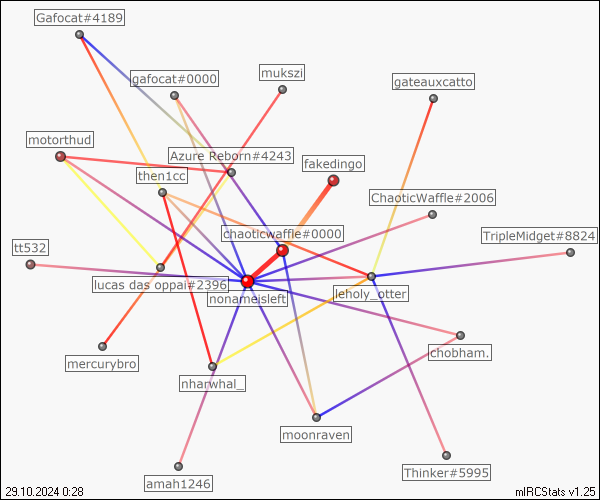 Gafocat#4189
gafocat#0000
mukszi
gateauxcatto
motorthud
Azure Reborn#4243
fakedingo
then1cc
ChaoticWaffle#2006
chaoticwaffle#0000
TripleMidget#8824
tt532
lucas das oppai#2396
nonameisleft
leholy_otter
chobham.
mercurybro
nharwhal_
moonraven
Thinker#5995
amah1246
29.10.2024 0:28
mIRCStats v1.25